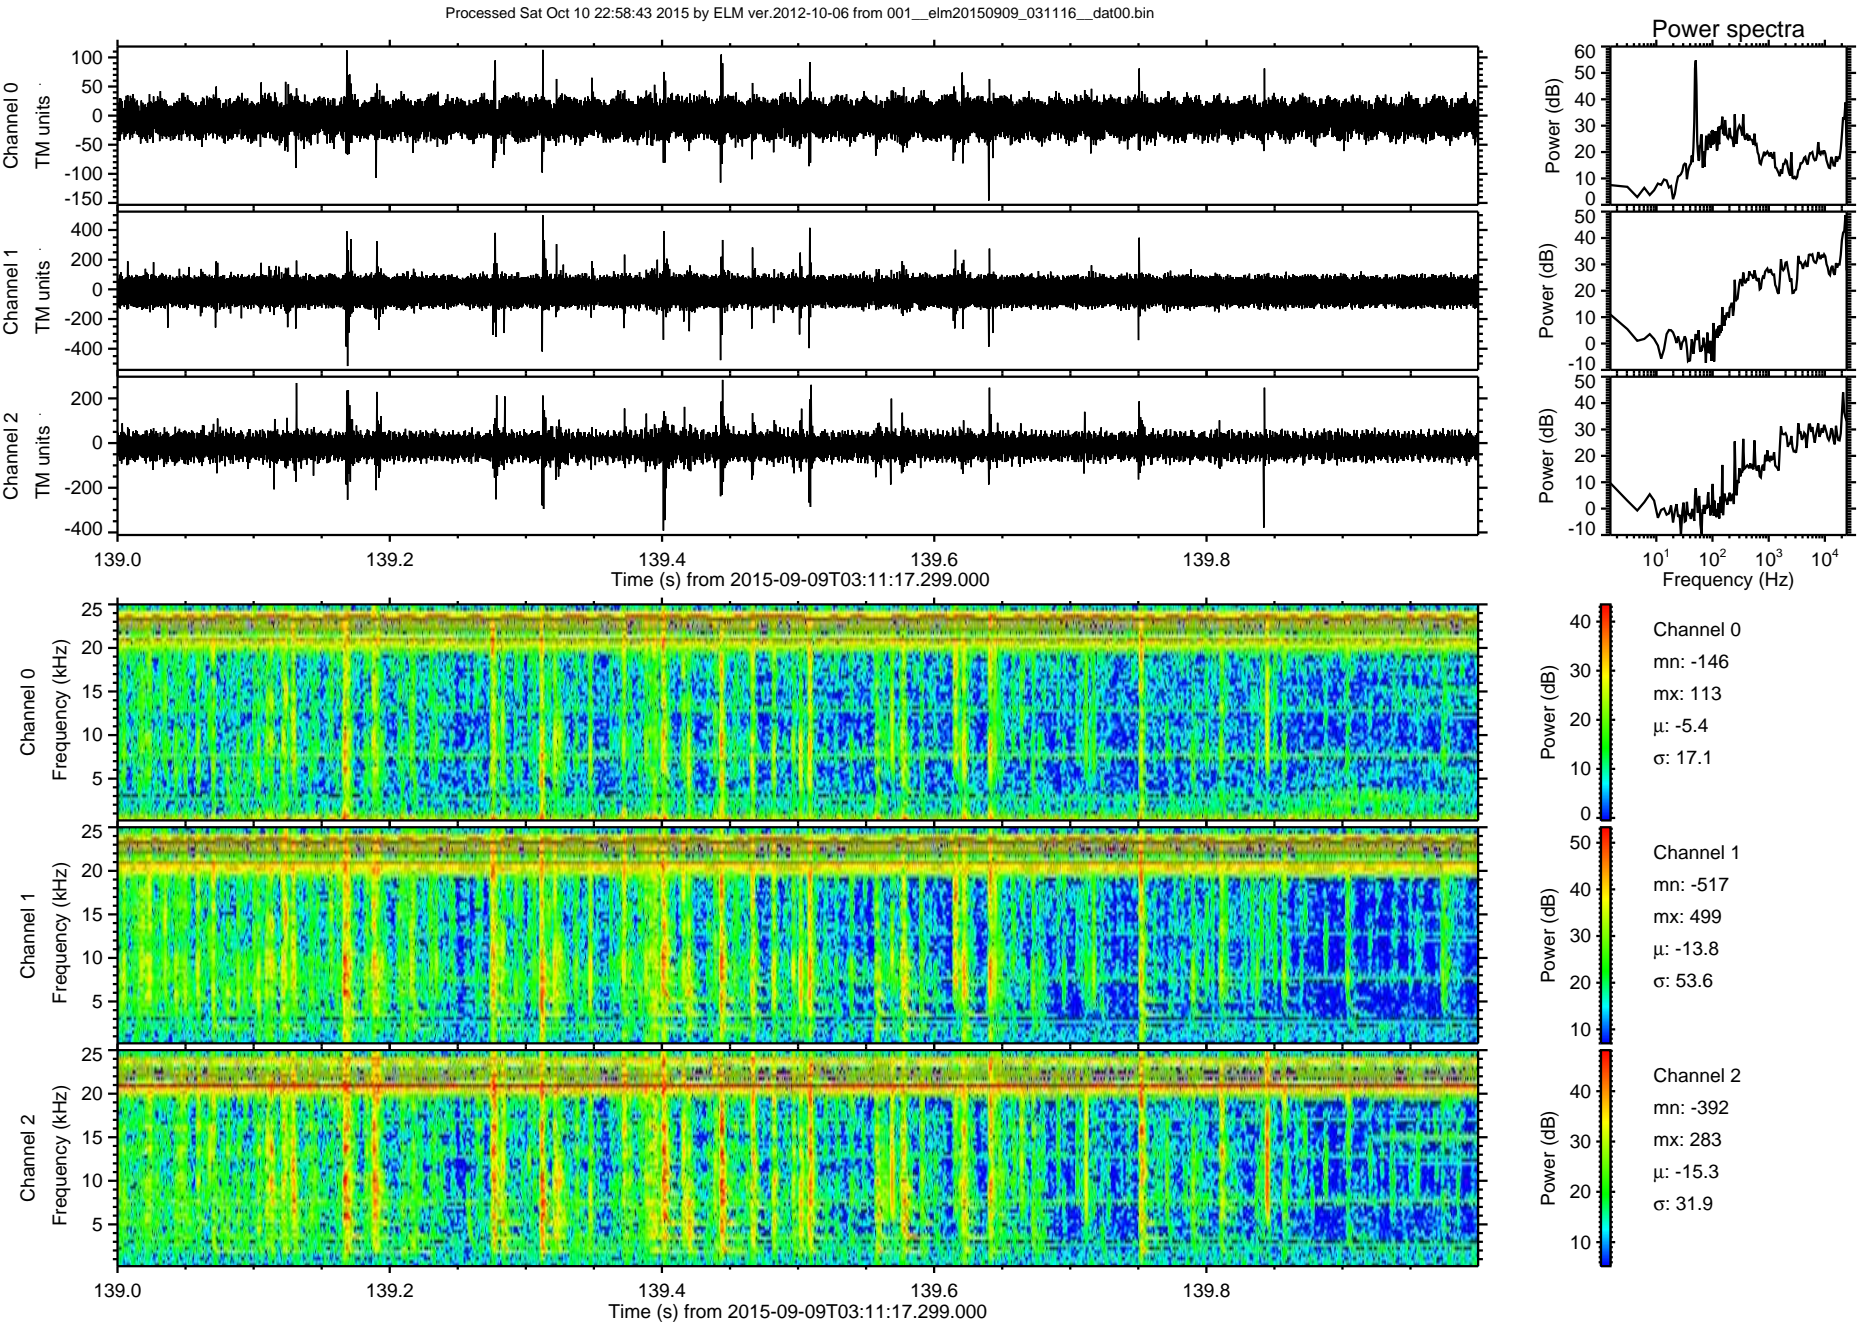 Processed Sat Oct 10 22:58:43 2015 by ELM ver.2012-10-06 from 001__elm20150909_031116__dat00.bin
Power spectra
Channel 0
TM units
100
50
0
-50
-100
-150
Power (dB)
60
50
40
30
20
10
0
Channel 1
TM units
400
200
0
-200
-400
Power (dB)
50
40
30
20
10
0
-10
Channel 2
TM units
200
0
-200
-400
Power (dB)
50
40
30
20
10
0
-10
139.0 139.2 139.4 139.6 139.8
Time (s) from 2015-09-09T03:11:17.299.000
10^1 10^2 10^3 10^4
Frequency (Hz)
Channel 0
Frequency (kHz)
25
20
15
10
5
Power (dB)
40
30
20
10
0
Channel 0
mn: -146
mx: 113
μ: -5.4
σ: 17.1
Channel 1
Frequency (kHz)
25
20
15
10
5
Power (dB)
50
40
30
20
10
Channel 1
mn: -517
mx: 499
μ: -13.8
σ: 53.6
Channel 2
Frequency (kHz)
25
20
15
10
5
Power (dB)
40
30
20
10
Channel 2
mn: -392
mx: 283
μ: -15.3
σ: 31.9
139.0 139.2 139.4 139.6 139.8
Time (s) from 2015-09-09T03:11:17.299.000